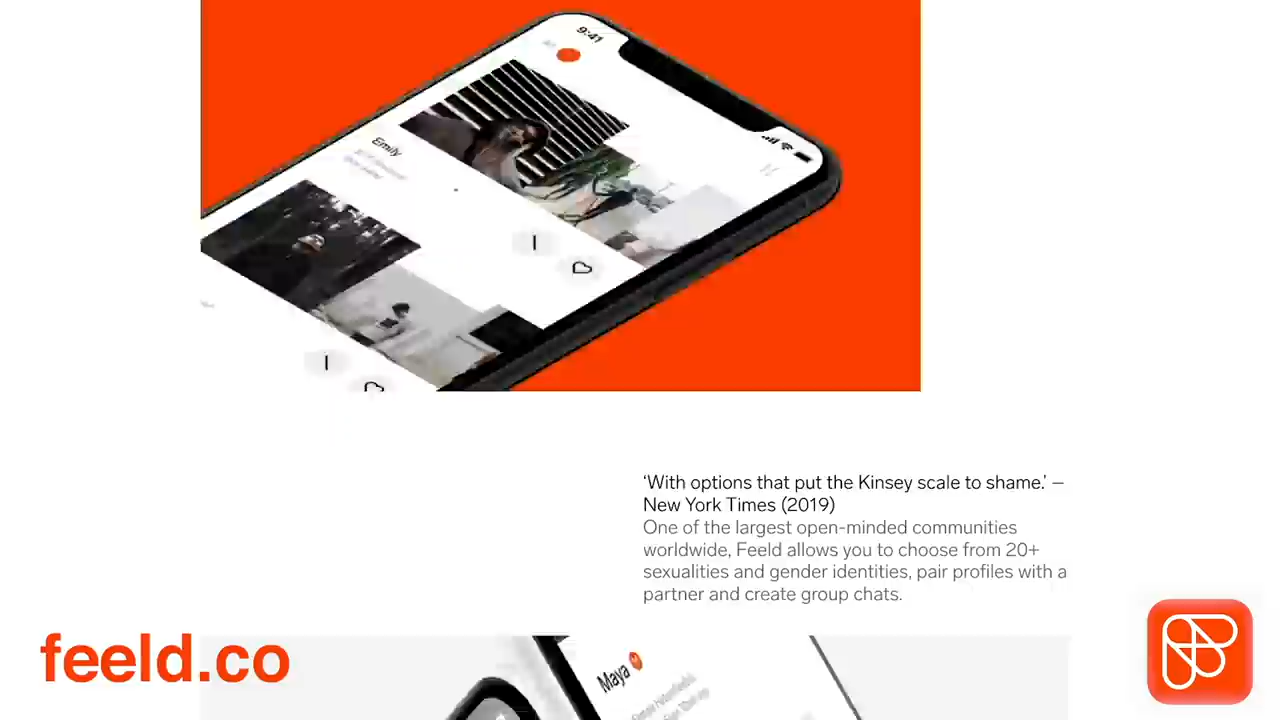 9:41
Emily
'With options that put the Kinsey scale to shame.' –
New York Times (2019)
One of the largest open-minded communities
worldwide, Feeld allows you to choose from 20+
sexualities and gender identities, pair profiles with a
partner and create group chats.
feeld.co
Maya